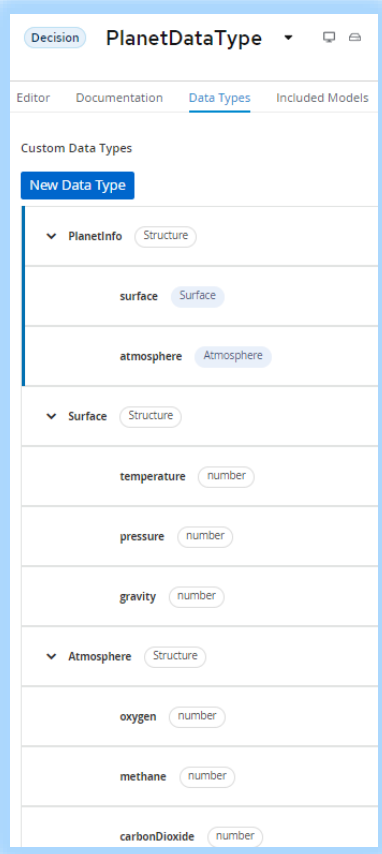 Decision PlanetDataType
Editor Documentation Data Types Included Models
Custom Data Types
New Data Type
PlanetInfo Structure
surface Surface
atmosphere Atmosphere
Surface Structure
temperature number
pressure number
gravity number
Atmosphere Structure
oxygen number
methane number
carbonDioxide number